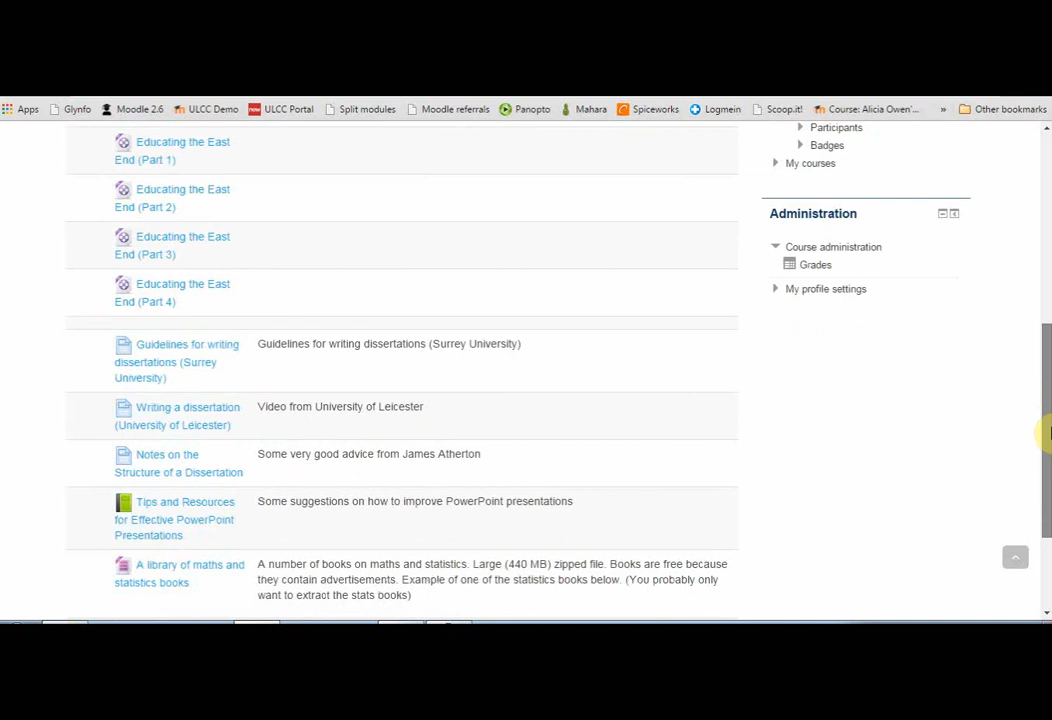 Apps Glynfo Moodle 2.6 ULCC Demo now ULCC Portal Split modules Moodle referrals Panopto Mahara Spiceworks Logmein Scoop.it! Course: Alicia Owen'... » Other bookmarks
Educating the East
End (Part 1)
Educating the East
End (Part 2)
Educating the East
End (Part 3)
Educating the East
End (Part 4)
Guidelines for writing
dissertations (Surrey
University)
Guidelines for writing dissertations (Surrey University)
Writing a dissertation
(University of Leicester)
Video from University of Leicester
Notes on the
Structure of a Dissertation
Some very good advice from James Atherton
Tips and Resources
for Effective PowerPoint
Presentations
Some suggestions on how to improve PowerPoint presentations
A library of maths and
statistics books
A number of books on maths and statistics. Large (440 MB) zipped file. Books are free because
they contain advertisements. Example of one of the statistics books below. (You probably only
want to extract the stats books)
Participants
Badges
My courses
Administration
Course administration
Grades
My profile settings